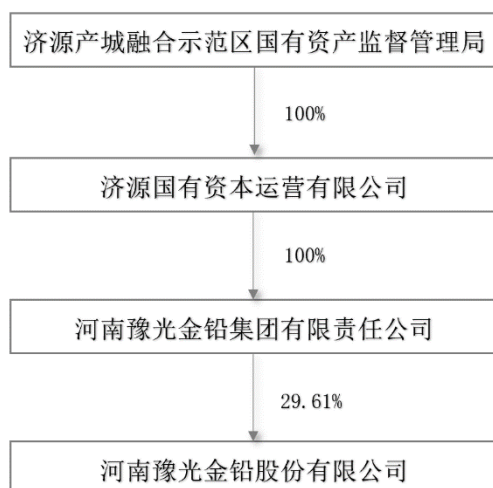 济源产城融合示范区国有资产监督管理局
100%
济源国有资本运营有限公司
100%
河南豫光金铅集团有限责任公司
29.61%
河南豫光金铅股份有限公司